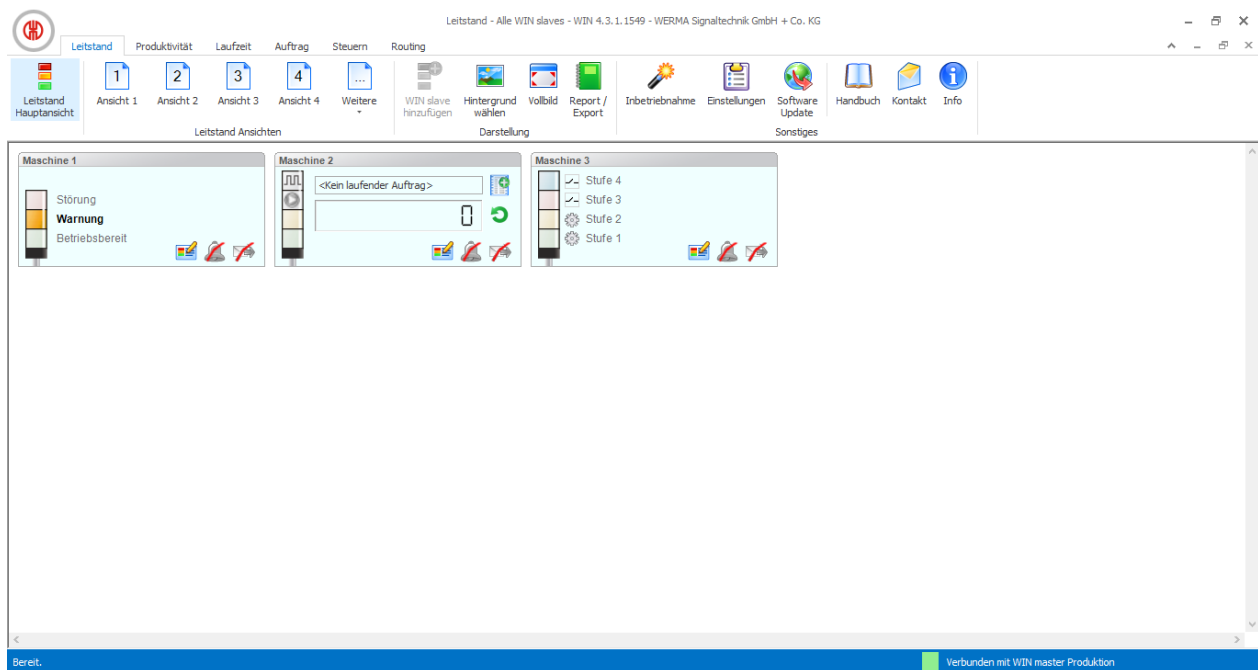 Leitstand - Alle WIN slaves - WIN 4.3.1.1549 - WERMA Signaltechnik GmbH + Co. KG
Leitstand Produktivität Laufzeit Auftrag Steuern Routing
1 2 3 4 ...
Leitstand Ansicht 1 Ansicht 2 Ansicht 3 Ansicht 4 Weitere WIN slave Hintergrund Vollbild Report / Inbetriebnahme Einstellungen Software Handbuch Kontakt Info
Hauptansicht hinzufügen wählen Export Update
Leitstand Ansichten Darstellung Sonstiges
Maschine 1
Störung
Warnung
Betriebsbereit
Maschine 2
<Kein laufender Auftrag>
0
Maschine 3
Stufe 4
Stufe 3
Stufe 2
Stufe 1
Bereit. Verbunden mit WIN master Produktion